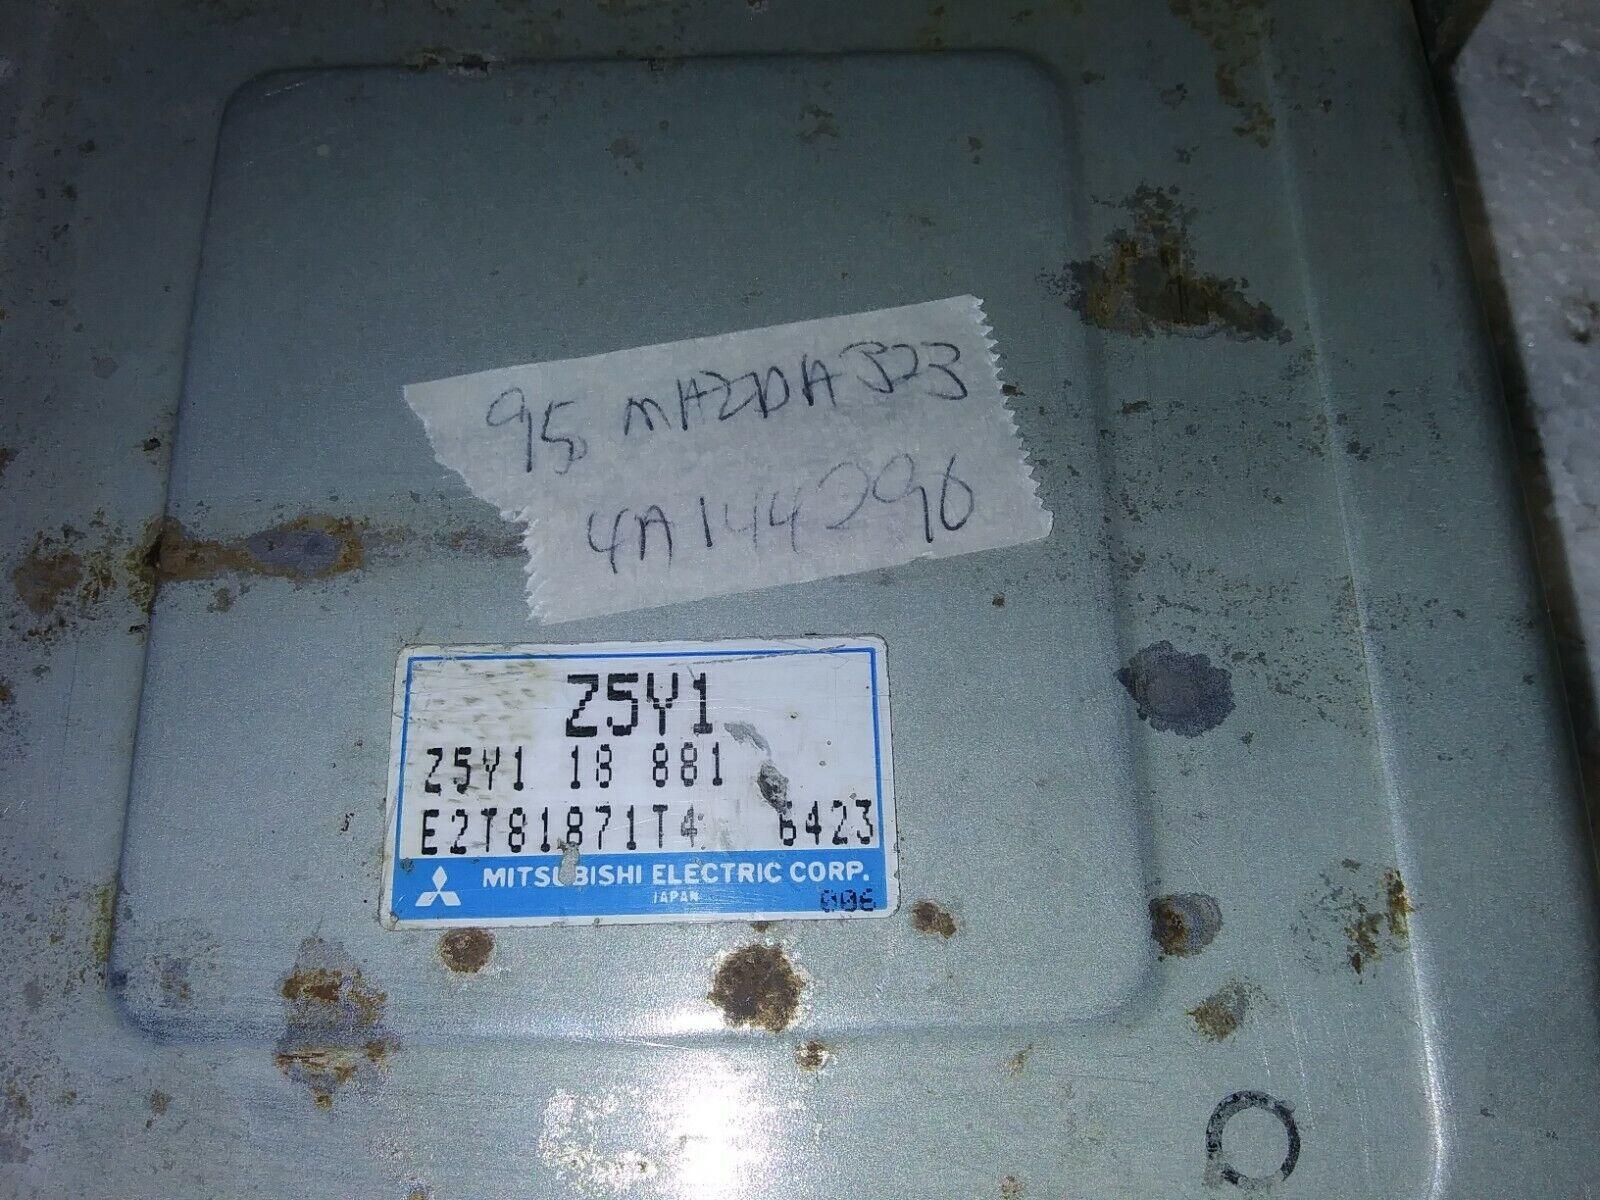 95 MAZDA 323
4A144296
Z5Y1
Z5Y1 18 881
E2T81871T4 6423
MITSUBISHI ELECTRIC CORP.
JAPAN
006